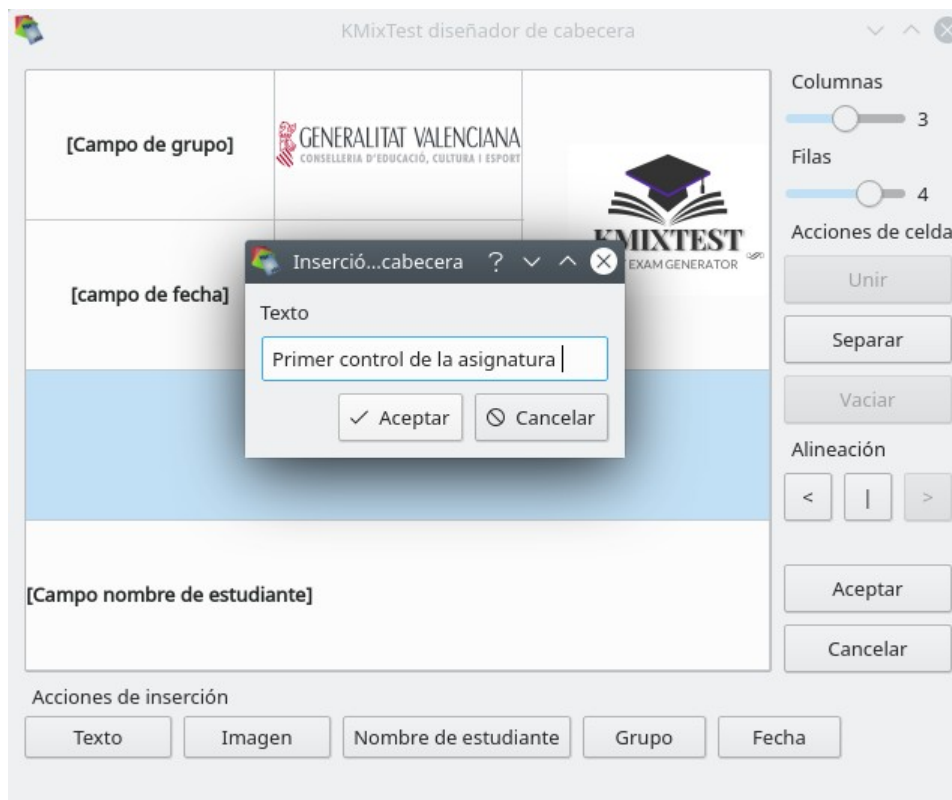 KMixTest diseñador de cabecera
Columnas
3
Filas
4
Acciones de celda
Unir
Separar
Vaciar
Alineación
< | >
Aceptar
Cancelar
[Campo de grupo]
GENERALITAT VALENCIANA
CONSELLERIA D'EDUCACIÓ, CULTURA I ESPORT
KMIXTEST
EXAM GENERATOR
[campo de fecha]
Inserció...cabecera ?
Texto
Primer control de la asignatura
Aceptar Cancelar
[Campo nombre de estudiante]
Acciones de inserción
Texto Imagen Nombre de estudiante Grupo Fecha